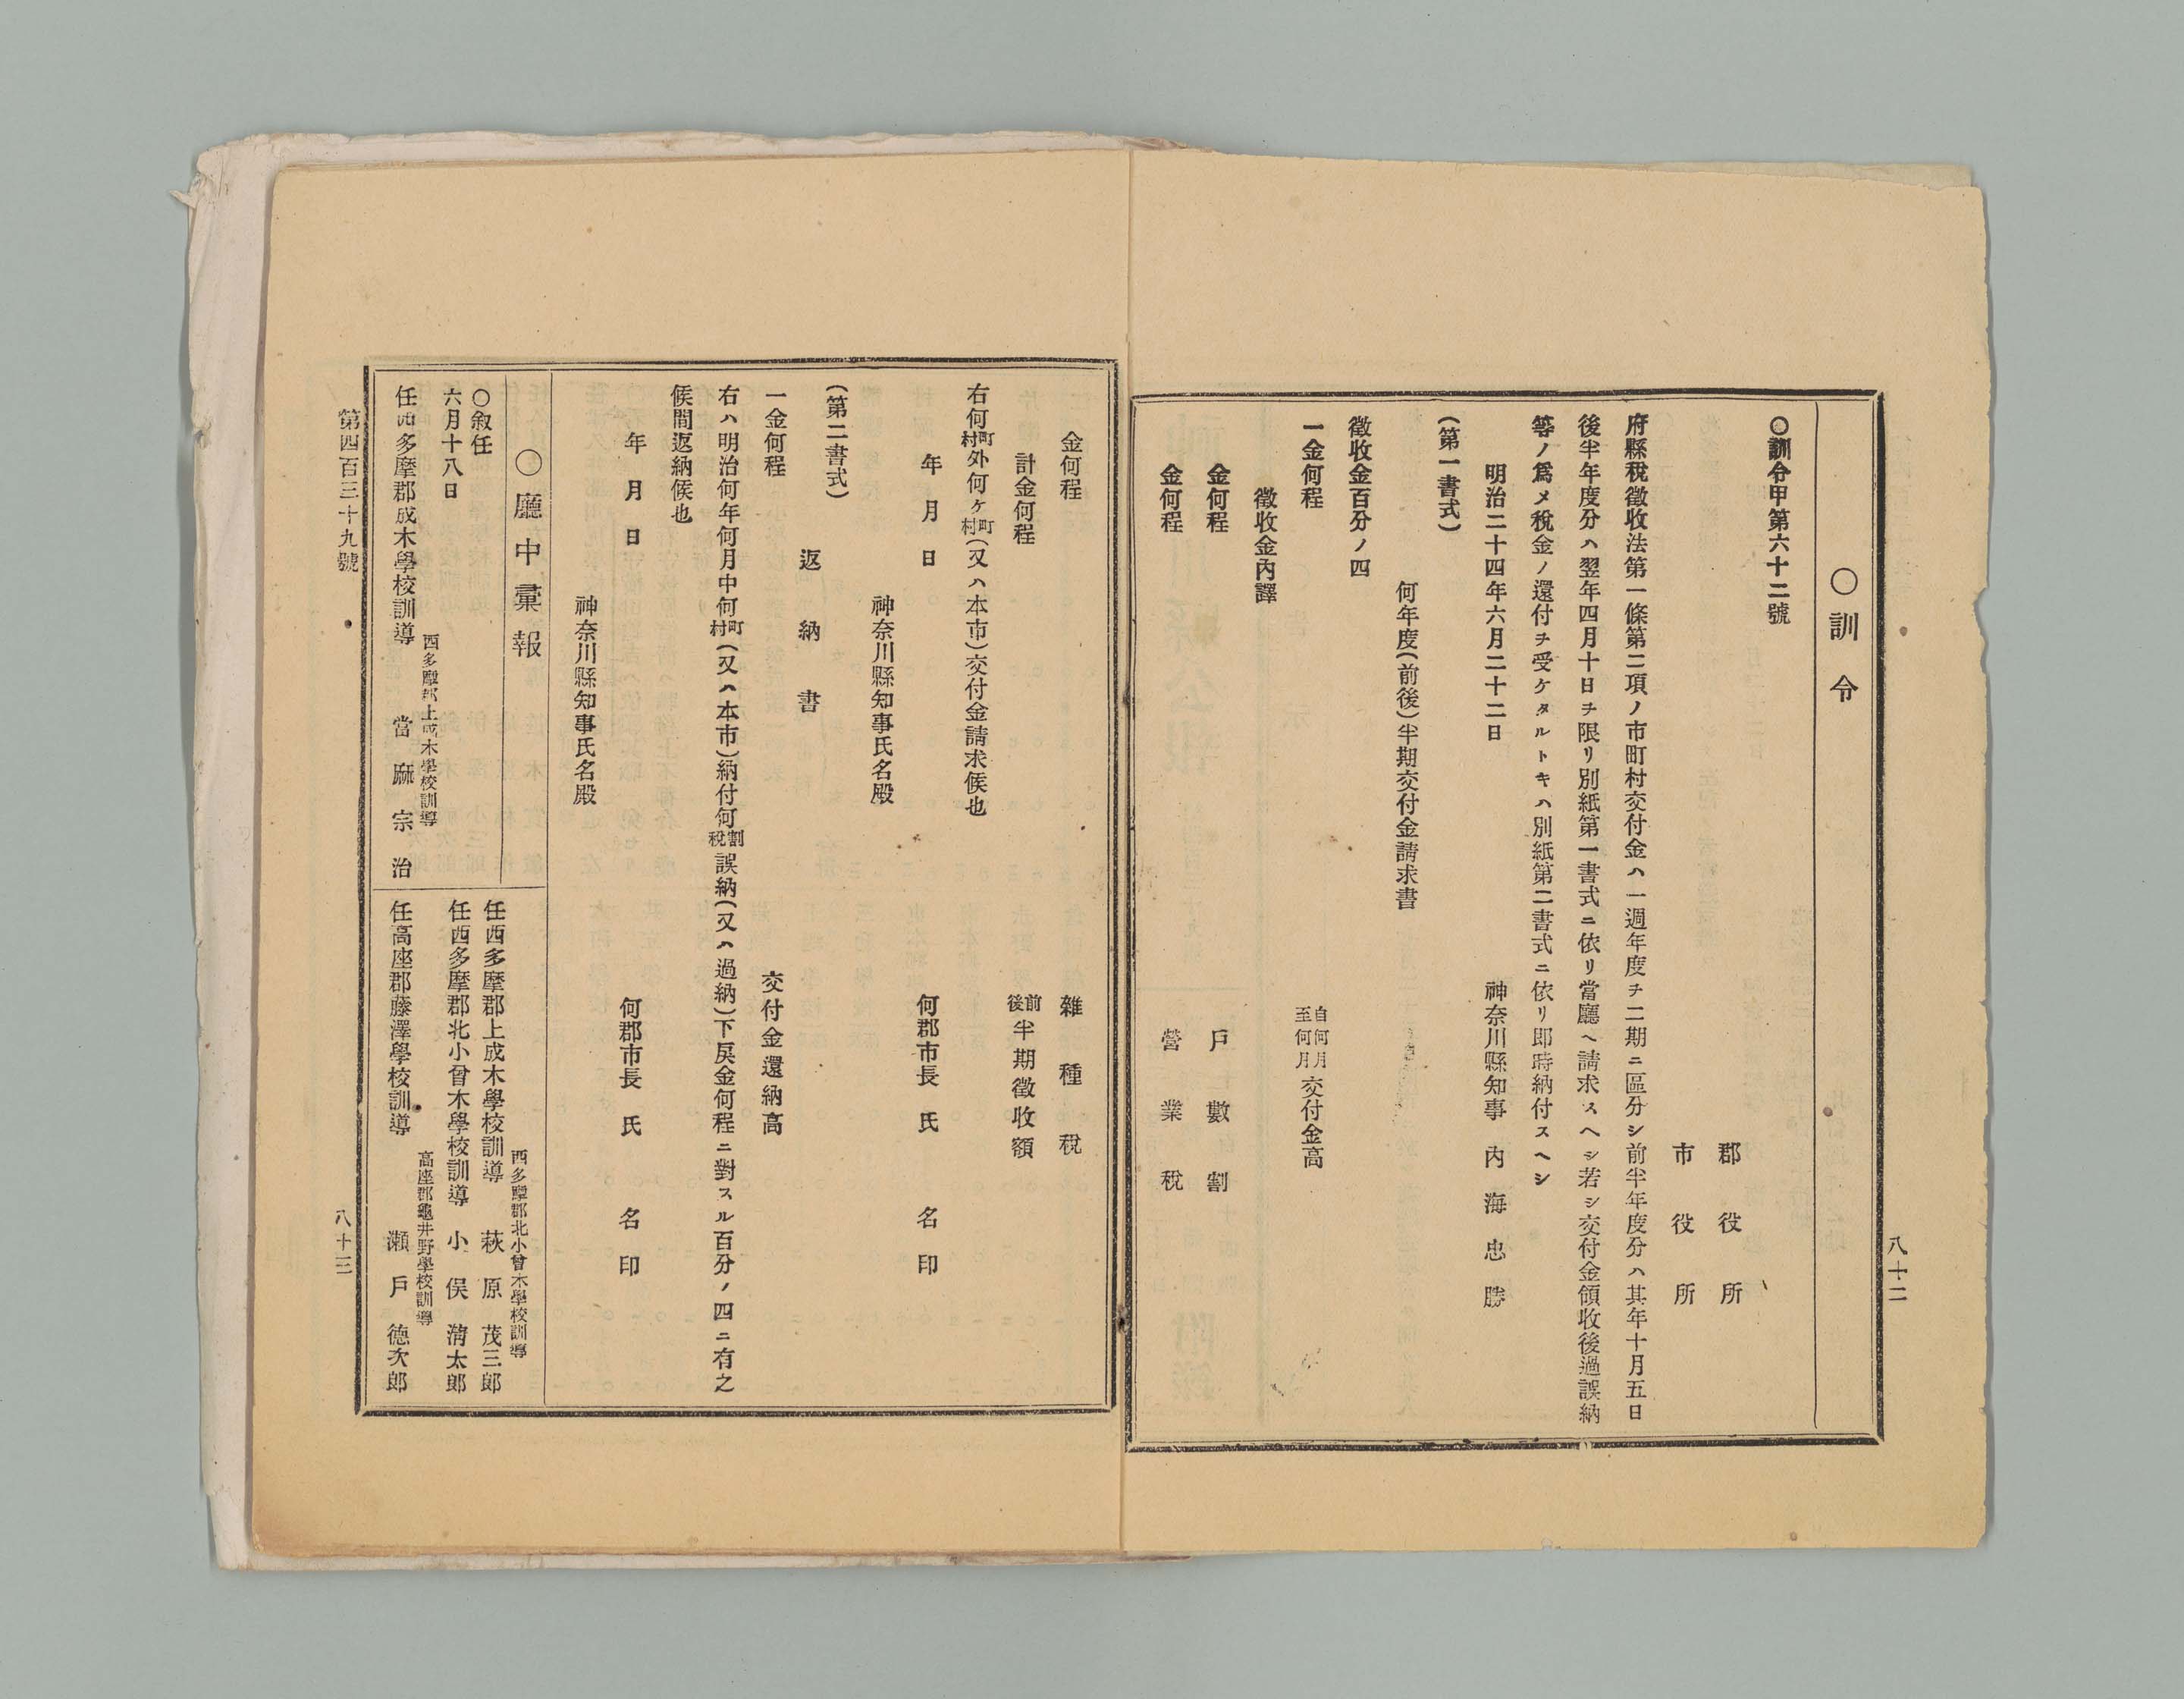 八十二
○訓令
○訓令甲第六十二號
郡役所
市役所
府縣稅徵收法第一條第二項ノ市町村交付金ハ一週年度ヲ二期ニ區分シ前半年度分ハ其年十月五日
後半年度分ハ翌年四月十日ヲ限リ別紙第一書式ニ依リ當廳ヘ請求スヘシ若シ交付金領收後過誤納
等ノ爲メ稅金ノ還付ヲ受ケタルトキハ別紙第二書式ニ依リ即時納付スヘシ
明治二十四年六月二十二日
神奈川縣知事 內海忠勝
(第一書式)
何年度(前後)半期交付金請求書
徵收金百分ノ四
一金何程
自何月
至何月
交付金高
徵收金內譯
金何程 戶數割
金何程 營業稅
金何程 雜種稅
計金何程 前後半期徵收額
右何町村外何ケ町村(又ハ本市)交付金請求候也
年月日 何郡市長 氏名印
神奈川縣知事氏名殿
(第二書式)
返納書
一金何程 交付金還納高
右ハ明治何年何月中何町村(又ハ本市)納付何割稅誤納(又ハ過納)下戾金何程ニ對スル百分ノ四ニ有之
候間返納候也
年月日 何郡市長 氏名印
神奈川縣知事氏名殿
○廳中彙報
○敘任
六月十八日
西多摩郡上成木學校訓導
任西多摩郡成木學校訓導 當麻宗治
西多摩郡北小曾木學校訓導
任西多摩郡上成木學校訓導 萩原茂三郎
任西多摩郡北小曾木學校訓導 小俣淸太郎
高座郡龜井野學校訓導
任高座郡藤澤學校訓導 瀨戶德次郎
第四百三十九號
八十三